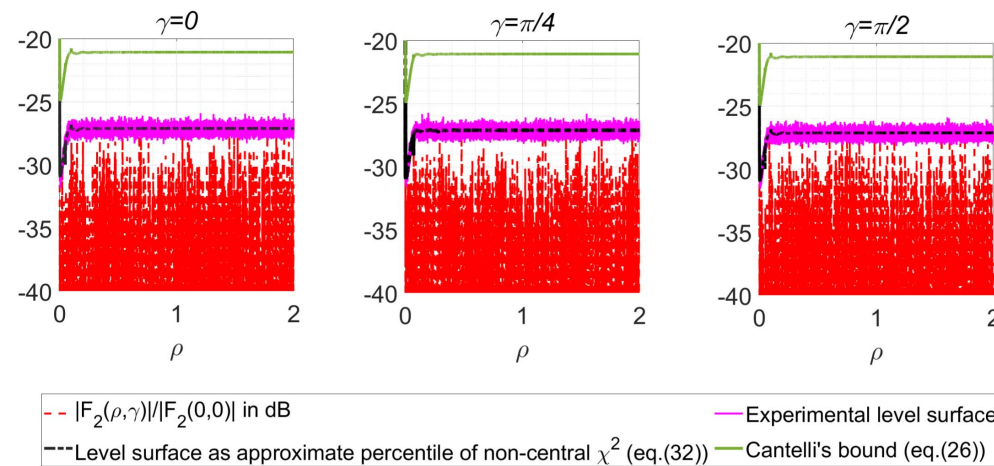 γ=0
γ=π/4
γ=π/2
-20
-25
-30
-35
-40
0
1
2
ρ
-20
-25
-30
-35
-40
0
1
2
ρ
-20
-25
-30
-35
-40
0
1
2
ρ
|F₂(ρ,γ)|/|F₂(0,0)| in dB
Experimental level surface
Level surface as approximate percentile of non-central χ² (eq.(32))
Cantelli's bound (eq.(26))